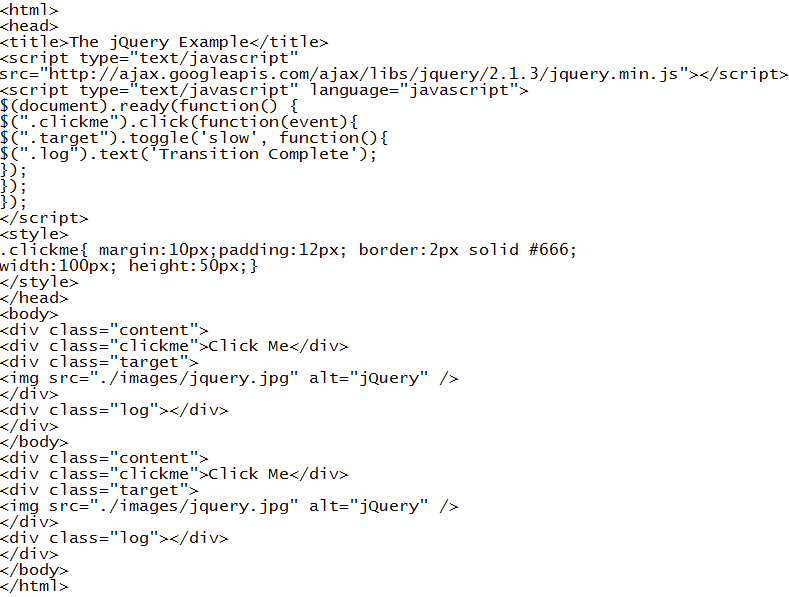 <html>
<head>
<title>The jQuery Example</title>
<script type="text/javascript"
src="http://ajax.googleapis.com/ajax/libs/jquery/2.1.3/jquery.min.js"></script>
<script type="text/javascript" language="javascript">
$(document).ready(function() {
$(".clickme").click(function(event){
$(".target").toggle('slow', function(){
$(".log").text('Transition Complete');
});
});
});
</script>
<style>
.clickme{ margin:10px;padding:12px; border:2px solid #666;
width:100px; height:50px;}
</style>
</head>
<body>
<div class="content">
<div class="clickme">Click Me</div>
<div class="target">
<img src="./images/jquery.jpg" alt="jQuery" />
</div>
<div class="log"></div>
</div>
</body>
<div class="content">
<div class="clickme">Click Me</div>
<div class="target">
<img src="./images/jquery.jpg" alt="jQuery" />
</div>
<div class="log"></div>
</div>
</body>
</html>